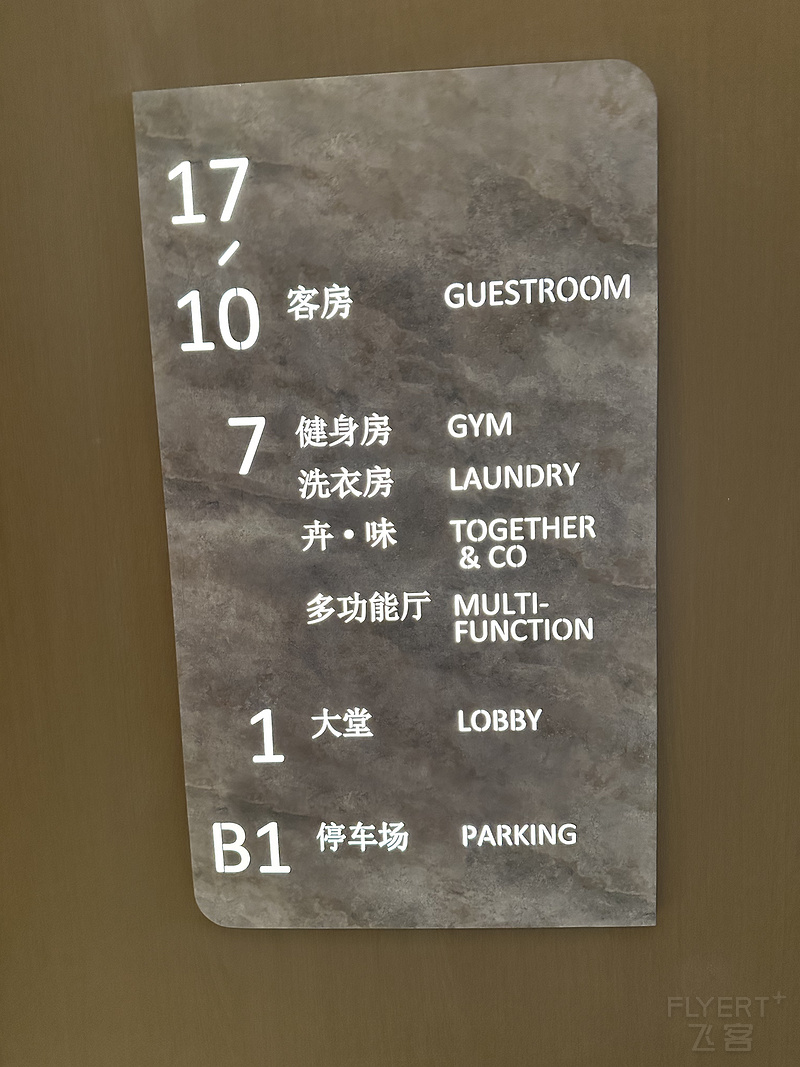 17
/
10 客房 GUESTROOM
7 健身房 GYM
洗衣房 LAUNDRY
卉·味 TOGETHER
& CO
多功能厅 MULTI-
FUNCTION
1 大堂 LOBBY
B1 停车场 PARKING
FLYERT+
飞客